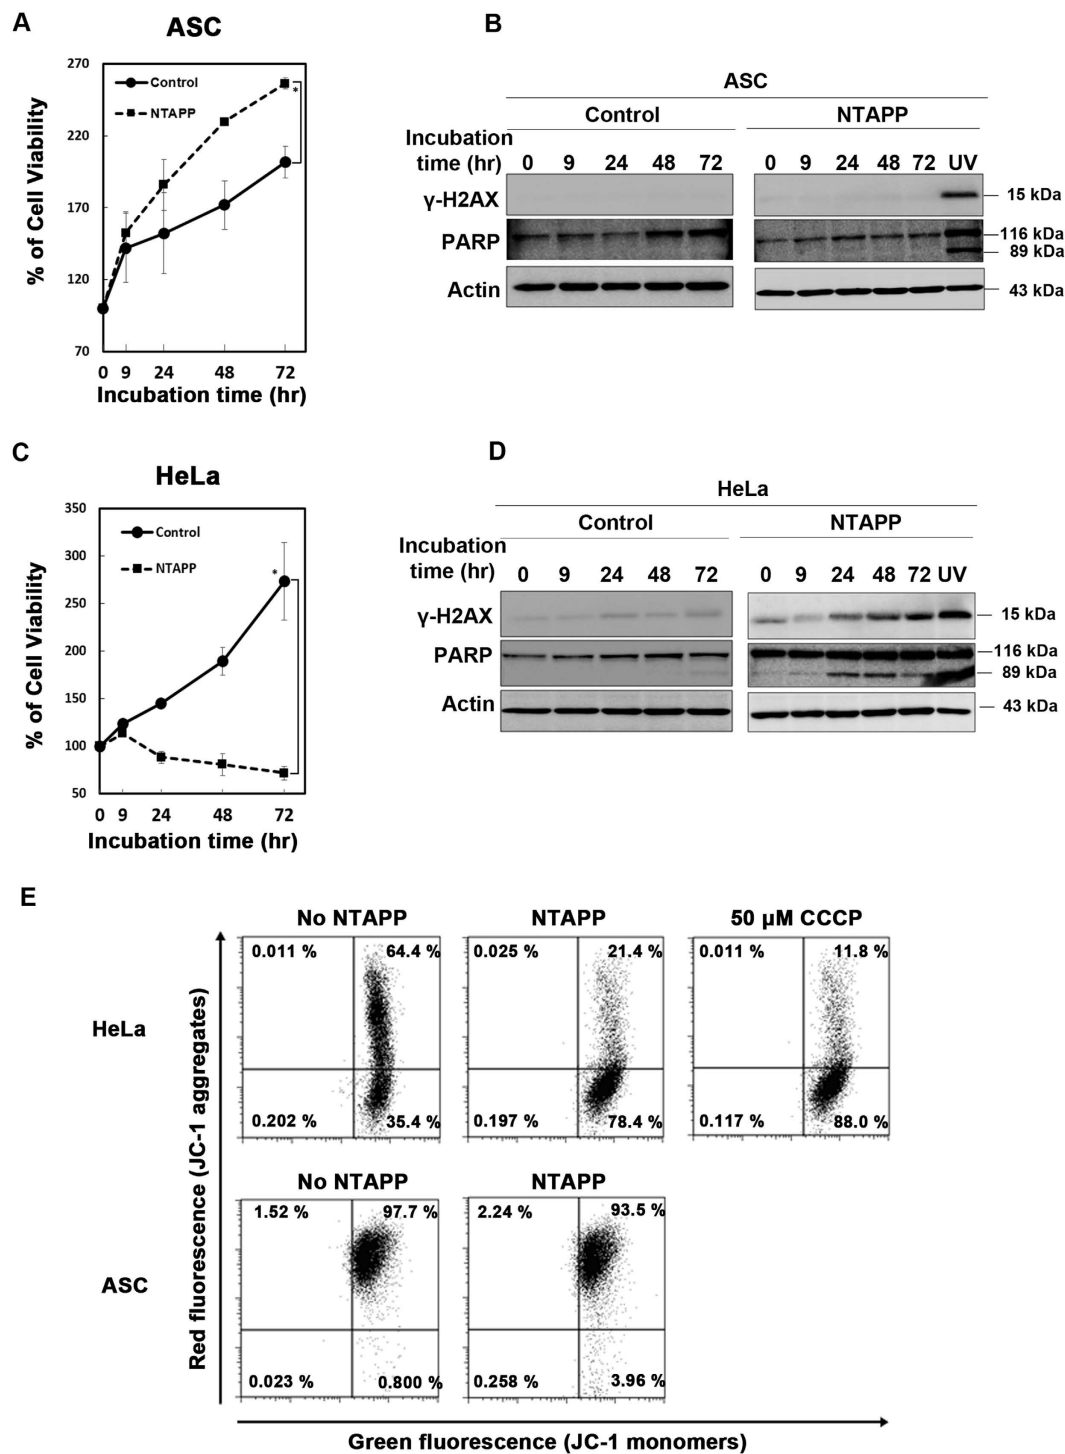 A
ASC
270
220
170
120
70
% of Cell Viability
Control
NTAPP
*
0 9 24 48 72
Incubation time (hr)
B
ASC
Control NTAPP
Incubation
time (hr) 0 9 24 48 72 0 9 24 48 72 UV
γ-H2AX 15 kDa
PARP 116 kDa
89 kDa
Actin 43 kDa
C
HeLa
350
300
250
200
150
100
50
% of Cell Viability
Control
NTAPP
*
0 9 24 48 72
Incubation time (hr)
D
HeLa
Control NTAPP
Incubation
time (hr) 0 9 24 48 72 0 9 24 48 72 UV
γ-H2AX 15 kDa
PARP 116 kDa
89 kDa
Actin 43 kDa
E
No NTAPP NTAPP 50 μM CCCP
HeLa
0.011 % 64.4 % 0.025 % 21.4 % 0.011 % 11.8 %
0.202 % 35.4 % 0.197 % 78.4 % 0.117 % 88.0 %
No NTAPP NTAPP
ASC
1.52 % 97.7 % 2.24 % 93.5 %
0.023 % 0.800 % 0.258 % 3.96 %
Red fluorescence (JC-1 aggregates)
Green fluorescence (JC-1 monomers)